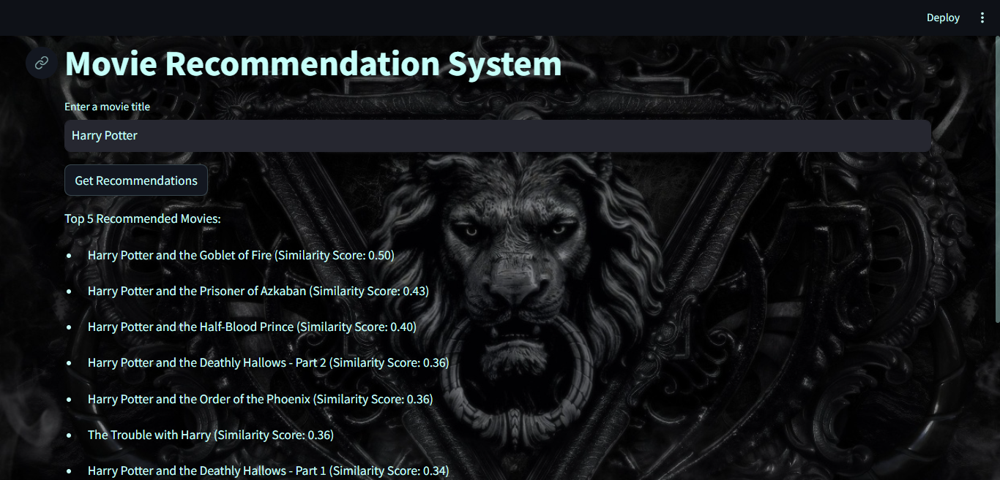 Deploy
Movie Recommendation System
Enter a movie title
Harry Potter
Get Recommendations
Top 5 Recommended Movies:
Harry Potter and the Goblet of Fire (Similarity Score: 0.50)
Harry Potter and the Prisoner of Azkaban (Similarity Score: 0.43)
Harry Potter and the Half-Blood Prince (Similarity Score: 0.40)
Harry Potter and the Deathly Hallows - Part 2 (Similarity Score: 0.36)
Harry Potter and the Order of the Phoenix (Similarity Score: 0.36)
The Trouble with Harry (Similarity Score: 0.36)
Harry Potter and the Deathly Hallows - Part 1 (Similarity Score: 0.34)